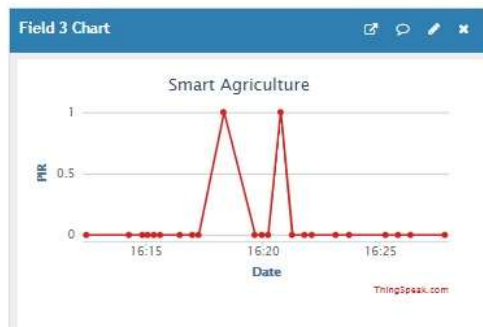 Field 3 Chart
Smart Agriculture
1
0.5
0
PIR
16:15 16:20 16:25
Date
ThingSpeak.com